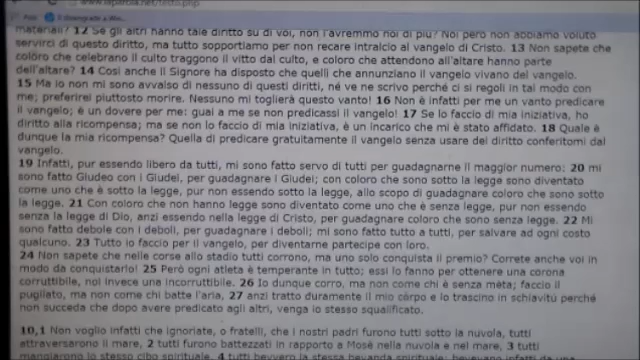 www.laparola.net/testo.php
materiali? 12 Se gli altri hanno tale diritto su di voi, non l'avremmo noi di più? Noi però non abbiamo voluto
servirci di questo diritto, ma tutto sopportiamo per non recare intralcio al vangelo di Cristo. 13 Non sapete che
coloro che celebrano il culto traggono il vitto dal culto, e coloro che attendono all'altare hanno parte
dell'altare? 14 Così anche il Signore ha disposto che quelli che annunziano il vangelo vivano del vangelo.
15 Ma io non mi sono avvalso di nessuno di questi diritti, né ve ne scrivo perché ci si regoli in tal modo con
me; preferirei piuttosto morire. Nessuno mi toglierà questo vanto! 16 Non è infatti per me un vanto predicare
il vangelo; è un dovere per me: guai a me se non predicassi il vangelo! 17 Se lo faccio di mia iniziativa, ho
diritto alla ricompensa; ma se non lo faccio di mia iniziativa, è un incarico che mi è stato affidato. 18 Quale è
dunque la mia ricompensa? Quella di predicare gratuitamente il vangelo senza usare del diritto conferitomi dal
vangelo.
19 Infatti, pur essendo libero da tutti, mi sono fatto servo di tutti per guadagnarne il maggior numero: 20 mi
sono fatto Giudeo con i Giudei, per guadagnare i Giudei; con coloro che sono sotto la legge sono diventato
come uno che è sotto la legge, pur non essendo sotto la legge, allo scopo di guadagnare coloro che sono sotto
la legge. 21 Con coloro che non hanno legge sono diventato come uno che è senza legge, pur non essendo
senza la legge di Dio, anzi essendo nella legge di Cristo, per guadagnare coloro che sono senza legge. 22 Mi
sono fatto debole con i deboli, per guadagnare i deboli; mi sono fatto tutto a tutti, per salvare ad ogni costo
qualcuno. 23 Tutto io faccio per il vangelo, per diventarne partecipe con loro.
24 Non sapete che nelle corse allo stadio tutti corrono, ma uno solo conquista il premio? Correte anche voi in
modo da conquistarlo! 25 Però ogni atleta è temperante in tutto; essi lo fanno per ottenere una corona
corruttibile, noi invece una incorruttibile. 26 Io dunque corro, ma non come chi è senza mèta; faccio il
pugilato, ma non come chi batte l'aria, 27 anzi tratto duramente il mio corpo e lo trascino in schiavitù perché
non succeda che dopo avere predicato agli altri, venga io stesso squalificato.
10,1 Non voglio infatti che ignoriate, o fratelli, che i nostri padri furono tutti sotto la nuvola, tutti
attraversarono il mare, 2 tutti furono battezzati in rapporto a Mosè nella nuvola e nel mare, 3 tutti
mangiarono lo stesso cibo spirituale, 4 tutti bevvero la stessa bevanda spirituale: bevevano infatti da una